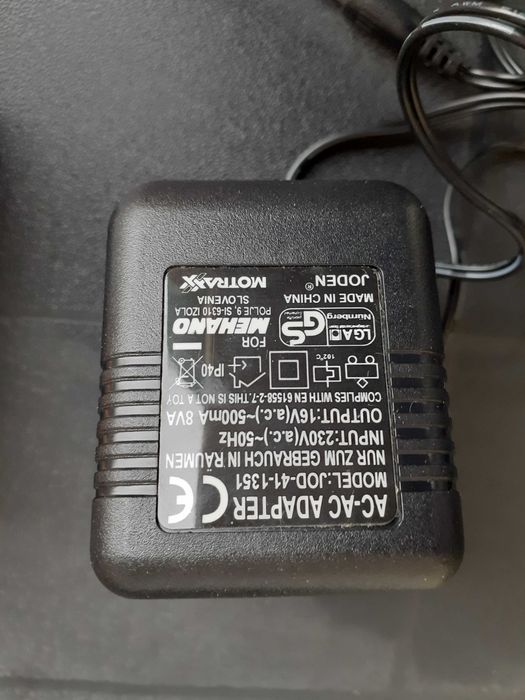 AC-AC ADAPTER
MODEL:JOD-41-1351
NUR ZUM GEBRAUCH IN RÄUMEN
INPUT:230V(a.c.)~50Hz
OUTPUT:16V(a.c.)~500mA 8VA
COMPLIES WITH EN 61558-2-7.THIS IS NOT A TOY
102°C
IP40
LGA
Nürnberg
GS
FOR
MEHANO
POLJE 9, SI-6310 IZOLA
SLOVENIA
MADE IN CHINA
JODEN®
MOTRAXX
CE